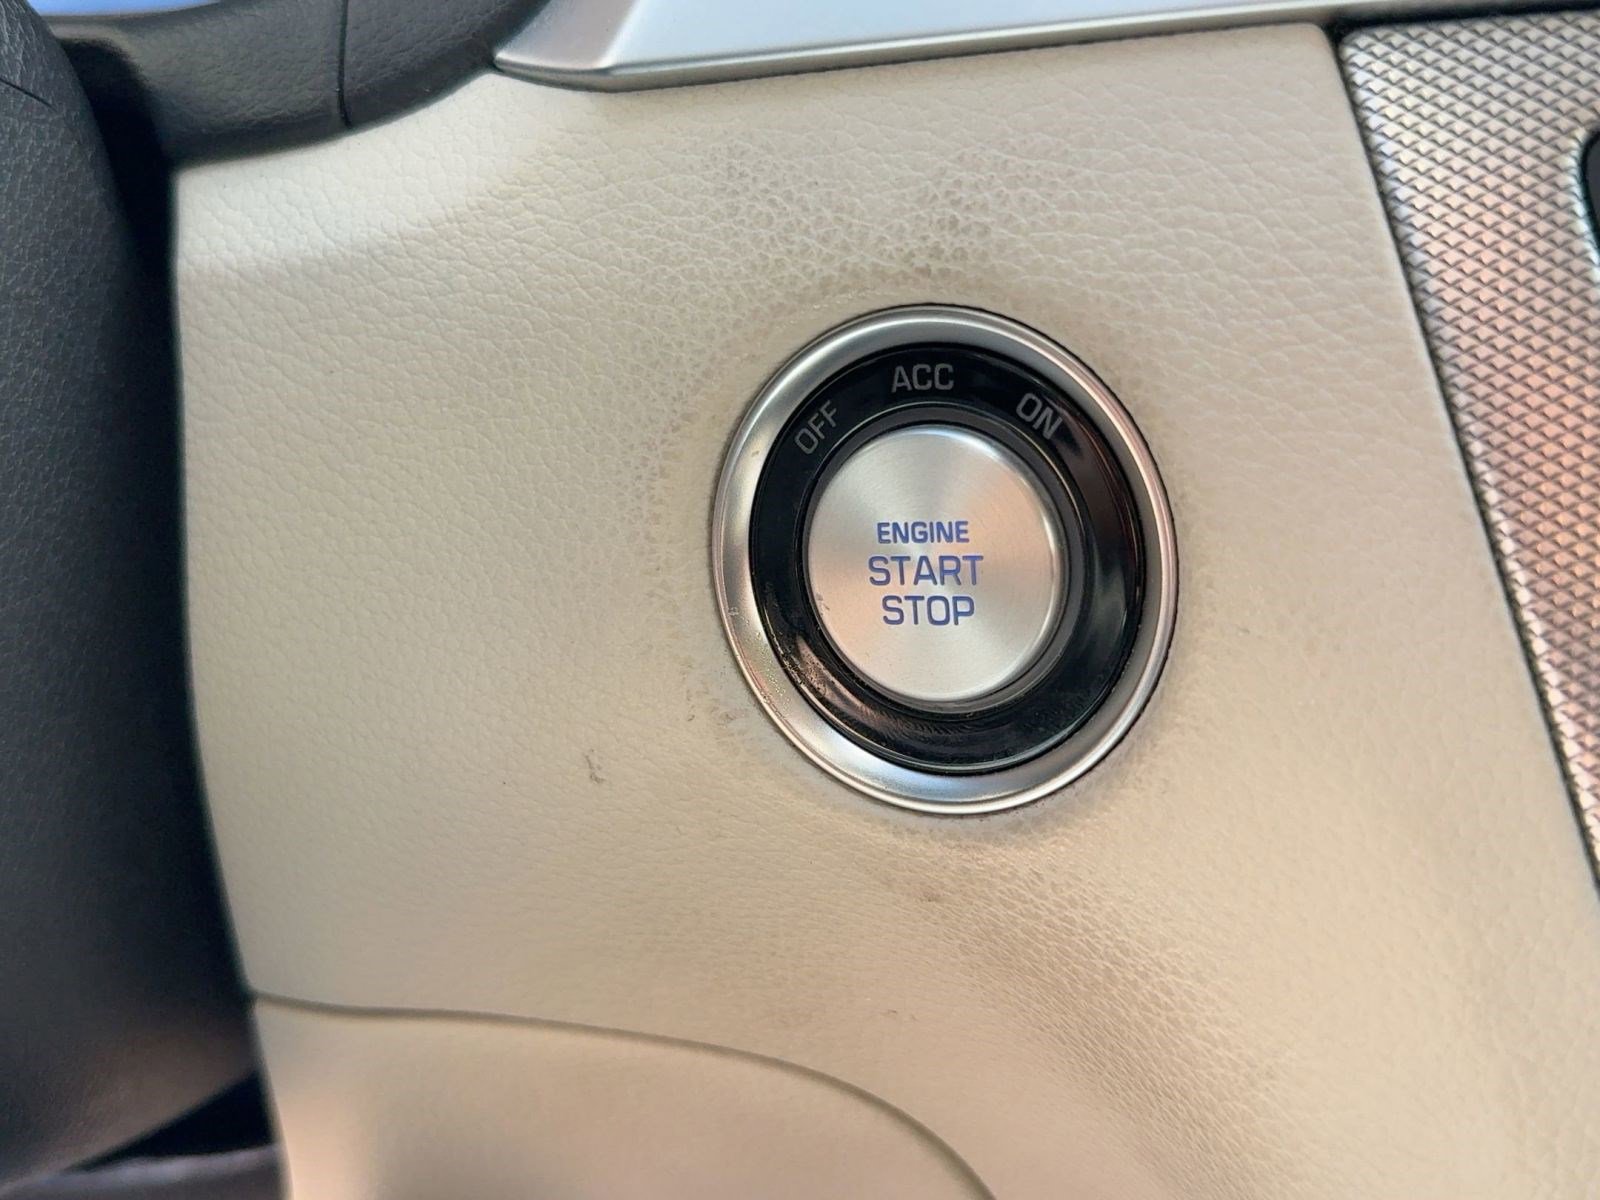 OFF ACC ON
ENGINE
START
STOP